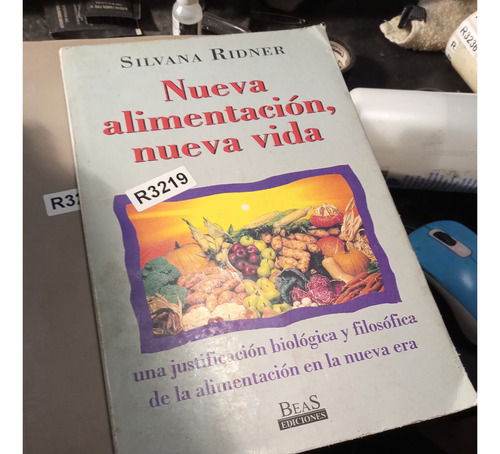 SILVANA RIDNER
Nueva
alimentación,
nueva vida
R3219
una justificación biológica y filosófica
de la alimentación en la nueva era
BEAS
EDICIONES
R3236